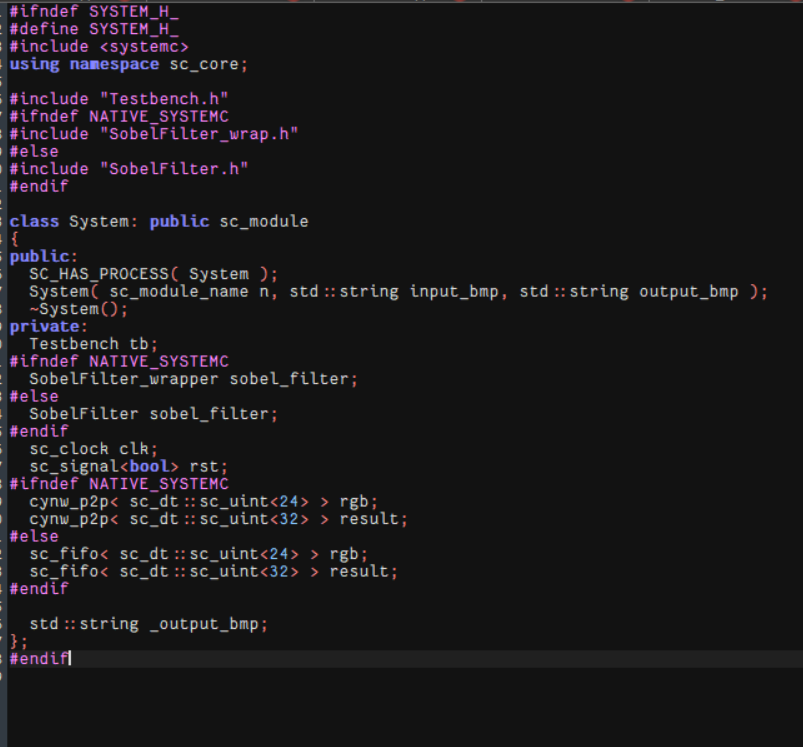 #ifndef SYSTEM_H_
#define SYSTEM_H_
#include <systemc>
using namespace sc_core;

#include "Testbench.h"
#ifndef NATIVE_SYSTEMC
#include "SobelFilter_wrap.h"
#else
#include "SobelFilter.h"
#endif

class System: public sc_module
{
public:
  SC_HAS_PROCESS( System );
  System( sc_module_name n, std::string input_bmp, std::string output_bmp );
  ~System();
private:
  Testbench tb;
#ifndef NATIVE_SYSTEMC
  SobelFilter_wrapper sobel_filter;
#else
  SobelFilter sobel_filter;
#endif
  sc_clock clk;
  sc_signal<bool> rst;
#ifndef NATIVE_SYSTEMC
  cynw_p2p< sc_dt::sc_uint<24> > rgb;
  cynw_p2p< sc_dt::sc_uint<32> > result;
#else
  sc_fifo< sc_dt::sc_uint<24> > rgb;
  sc_fifo< sc_dt::sc_uint<32> > result;
#endif

  std::string _output_bmp;
};
#endif